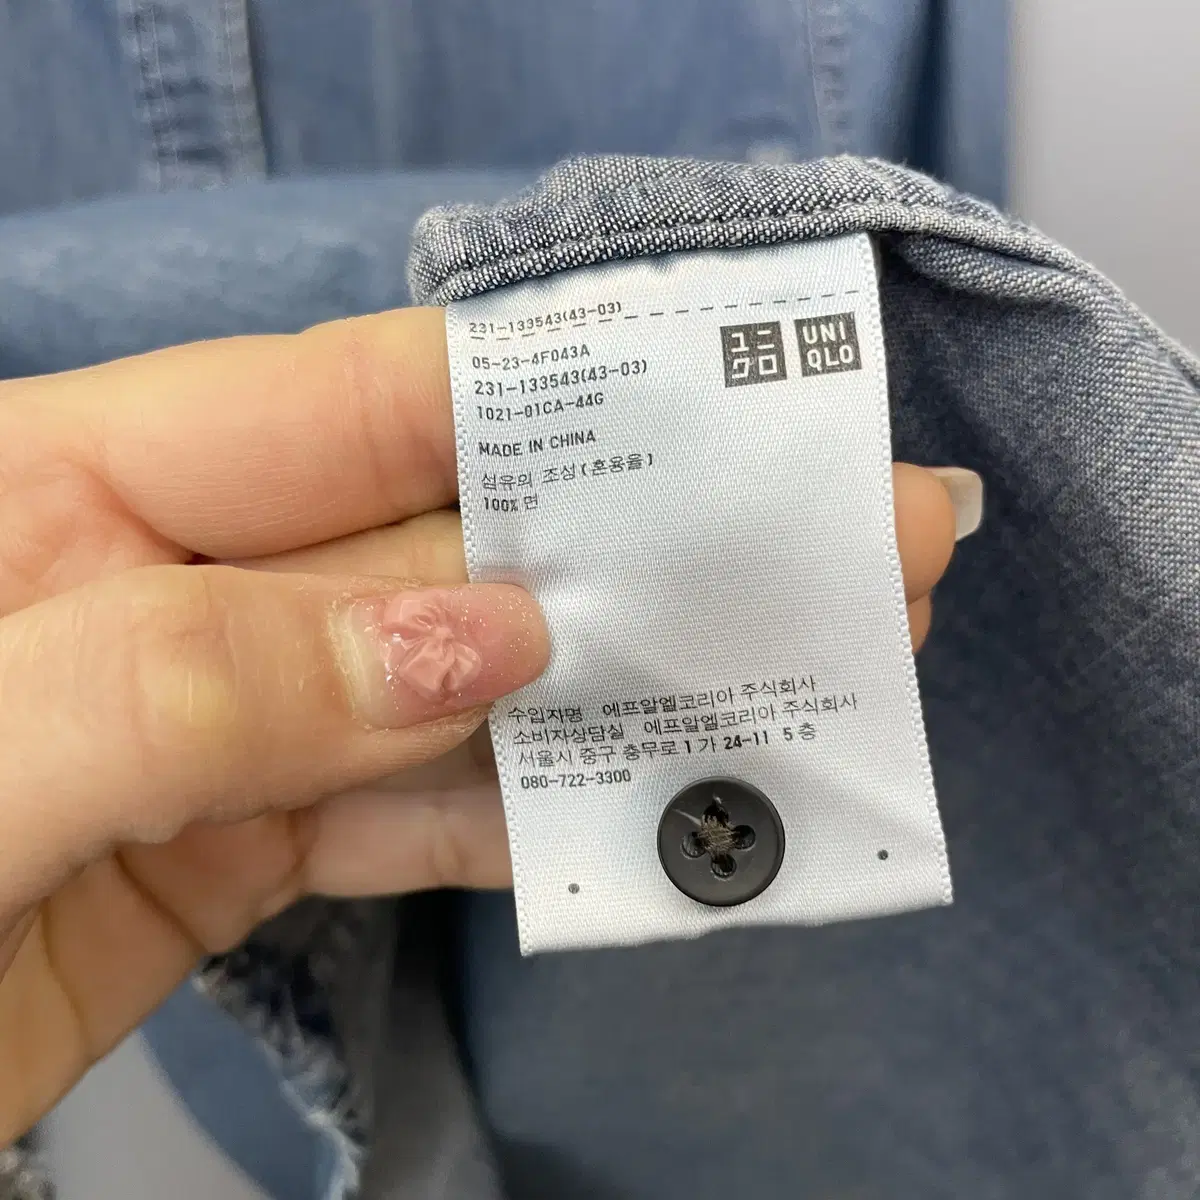 231-133543(43-03)
05-23-4F043A
231-133543(43-03)
1021-01CA-44G
ユニ
クロ
UNI
QLO
MADE IN CHINA
섬유의 조성(혼용율)
100% 면
수입자명 에프알엘코리아 주식회사
소비자상담실 에프알엘코리아 주식회사
서울시 중구 충무로 1 가 24-11 5 층
080-722-3300